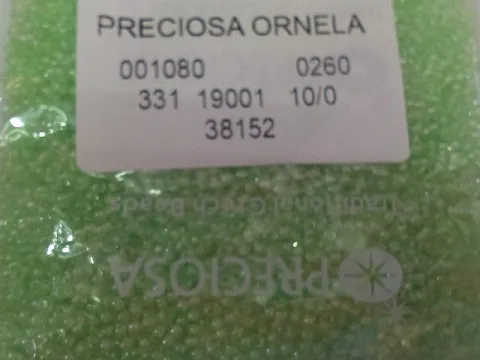 PRECIOSA ORNELA
001080 0260
331 19001 10/0
38152
Traditional Czech Beads
PRECIOSA